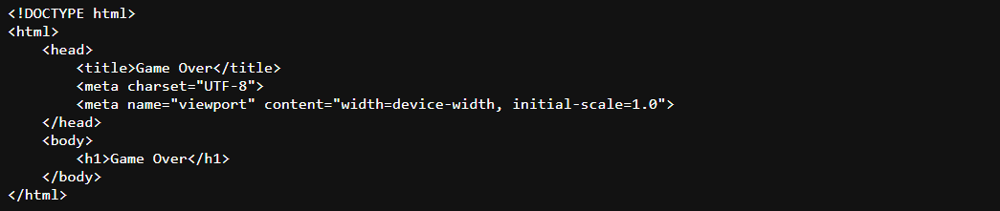 <!DOCTYPE html>
<html>
    <head>
        <title>Game Over</title>
        <meta charset="UTF-8">
        <meta name="viewport" content="width=device-width, initial-scale=1.0">
    </head>
    <body>
        <h1>Game Over</h1>
    </body>
</html>